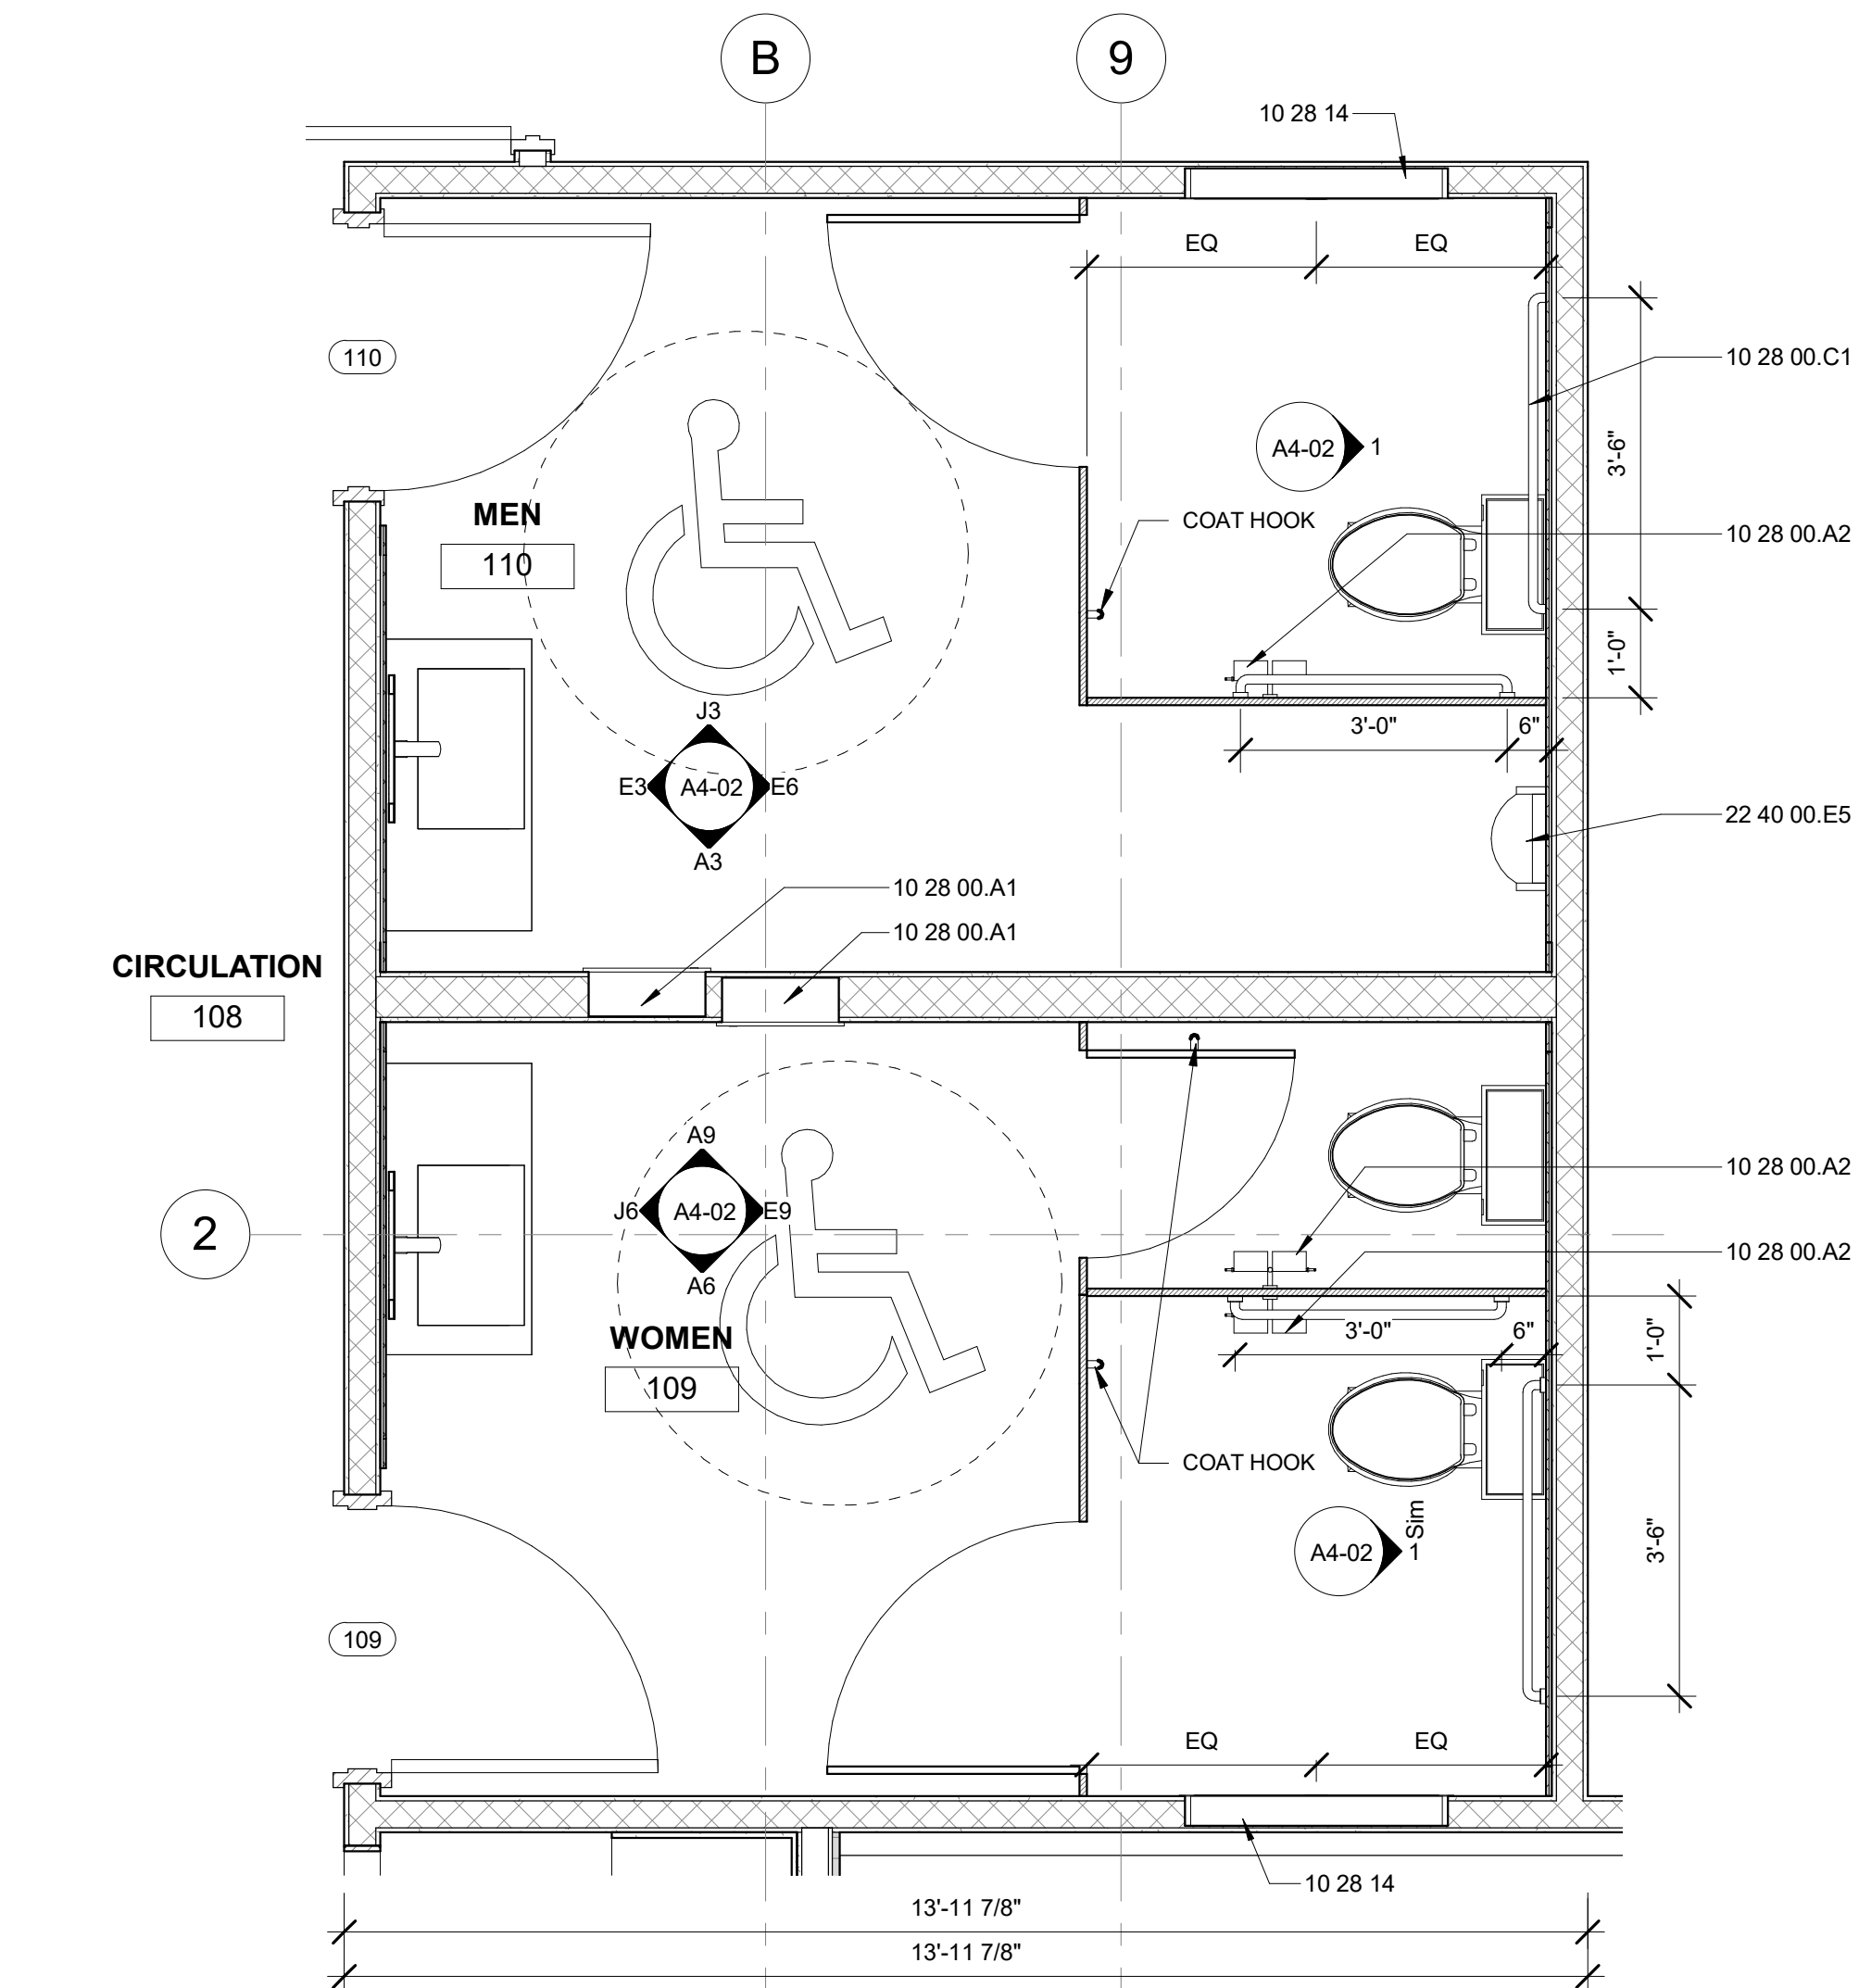 B
9
10 28 14
EQ
EQ
110
10 28 00.C1
3'-6"
A4-02
1
MEN
110
COAT HOOK
10 28 00.A2
1'-0"
J3
3'-0"
6"
E3
A4-02
E6
A3
22 40 00.E5
10 28 00.A1
10 28 00.A1
CIRCULATION
108
A9
J6
A4-02
E9
A6
2
10 28 00.A2
10 28 00.A2
3'-0"
6"
1'-0"
WOMEN
109
COAT HOOK
A4-02
1
Sim
3'-6"
109
EQ
EQ
10 28 14
13'-11 7/8"
13'-11 7/8"